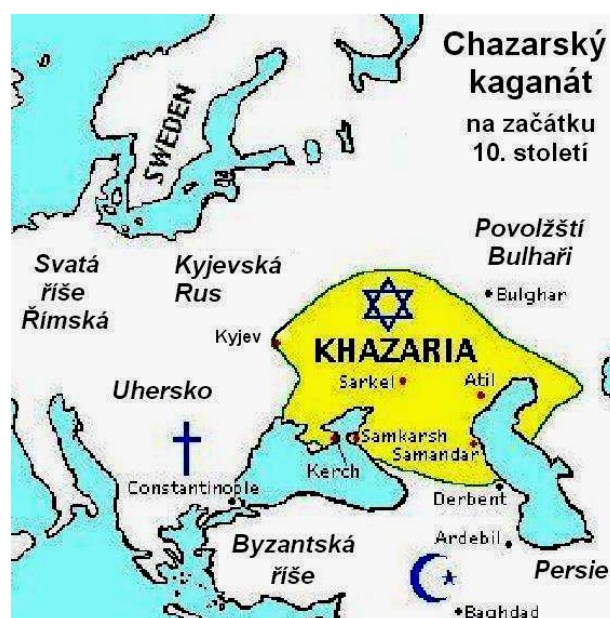 Chazarský
kaganát
na začátku
10. století
SWEDEN
Povolžští
Bulhaři
Svatá
říše
Římská
Kyjevská
Rus
Bulghar
Kyjev
KHAZARIA
Sarkel
Atil
Uhersko
Samkarsh
Samandar
Kerch
Constantinople
Derbent
Byzantská
říše
Ardebil
Persie
Baghdad